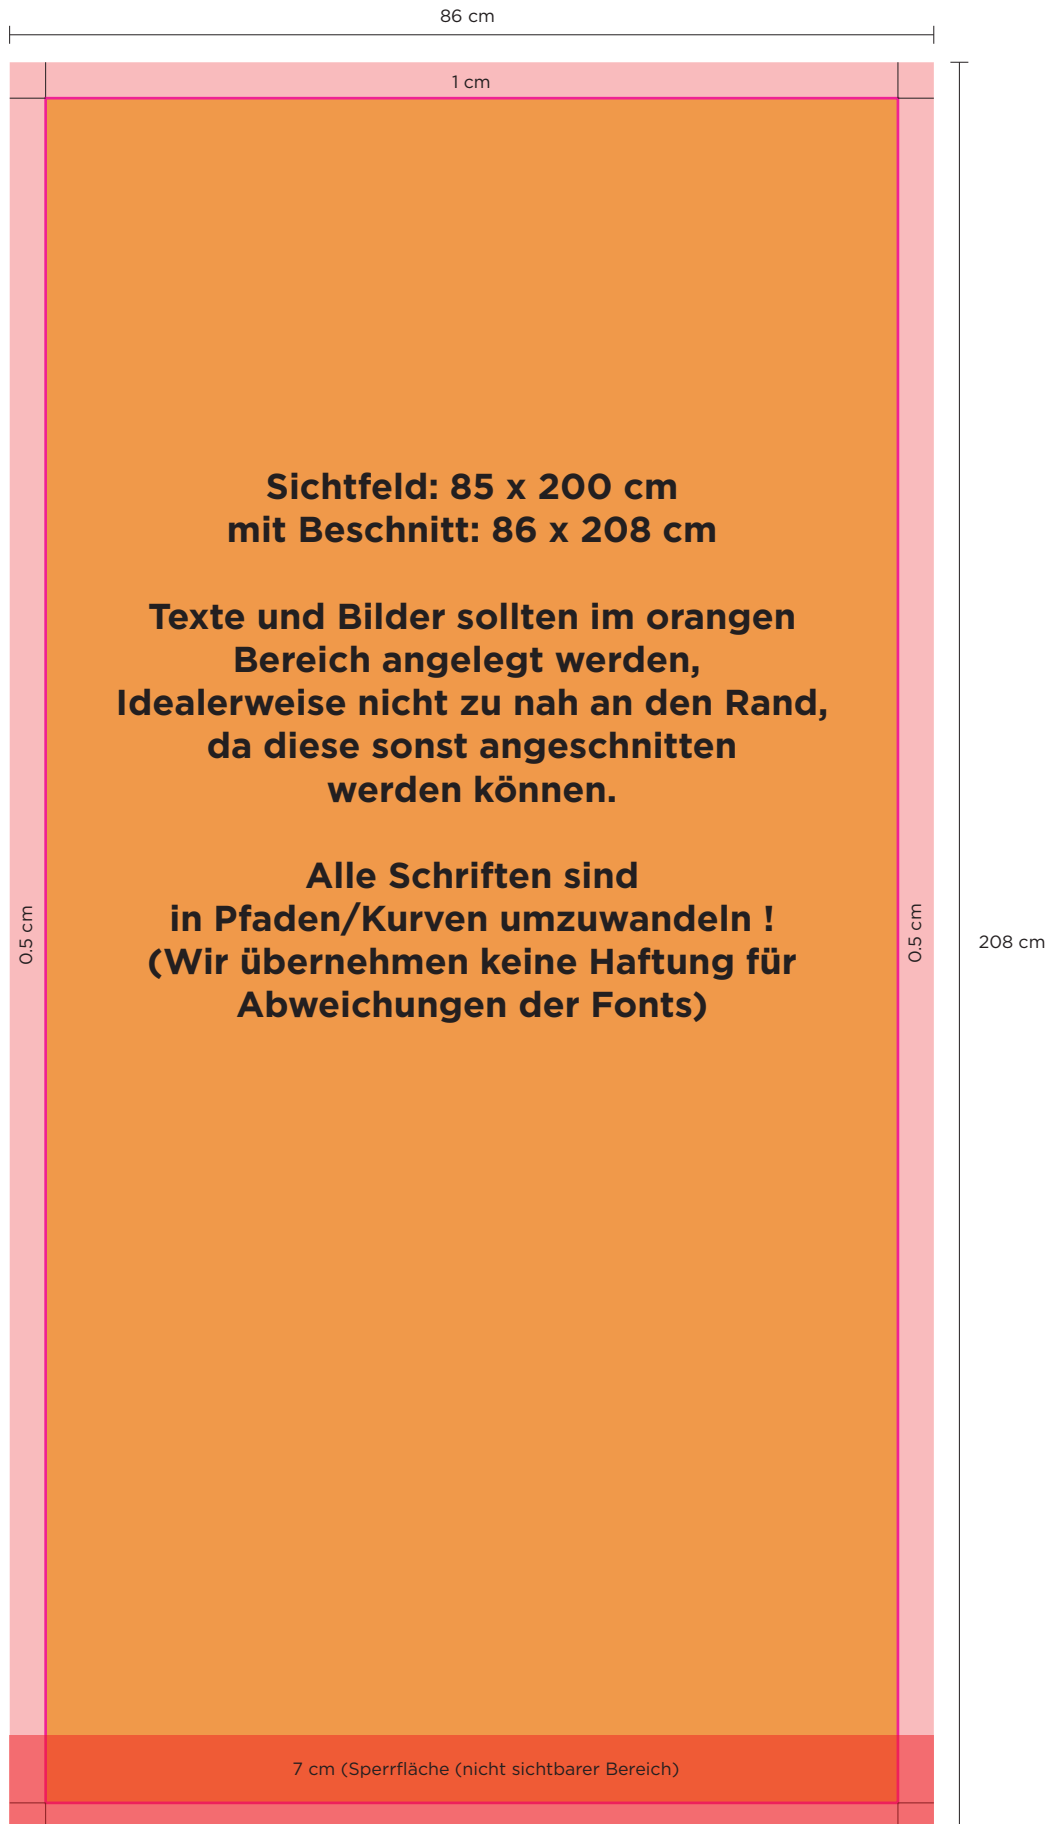 86 cm
1 cm
Sichtfeld: 85 x 200 cm
mit Beschnitt: 86 x 208 cm
Texte und Bilder sollten im orangen
Bereich angelegt werden,
Idealerweise nicht zu nah an den Rand,
da diese sonst angeschnitten
werden können.
Alle Schriften sind
in Pfaden/Kurven umzuwandeln !
(Wir übernehmen keine Haftung für
Abweichungen der Fonts)
0.5 cm
0.5 cm
208 cm
7 cm (Sperrfläche (nicht sichtbarer Bereich)